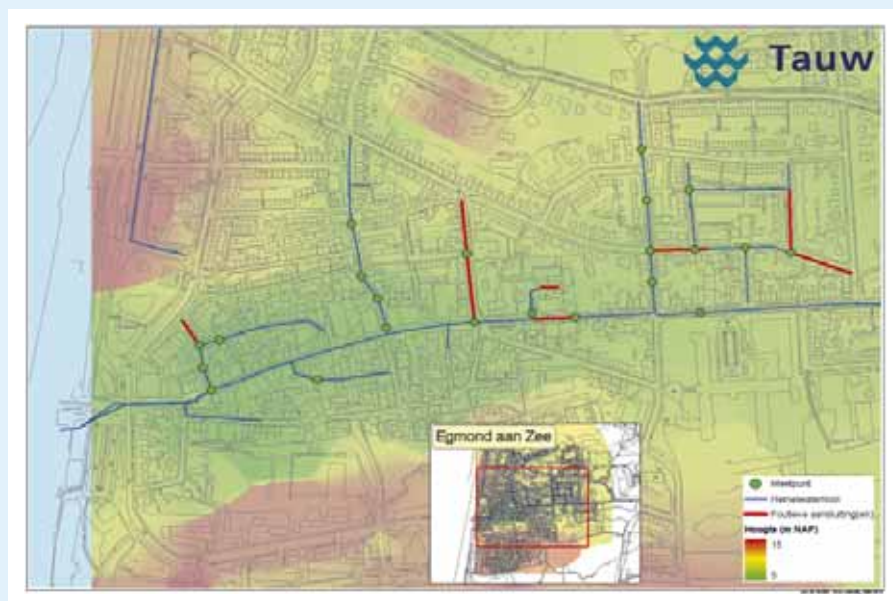 Tauw
Egmond aan Zee
Meetpunt
Hemelwaterriool
Foutieve aansluiting(en)
Hoogte (m NAP)
15
5